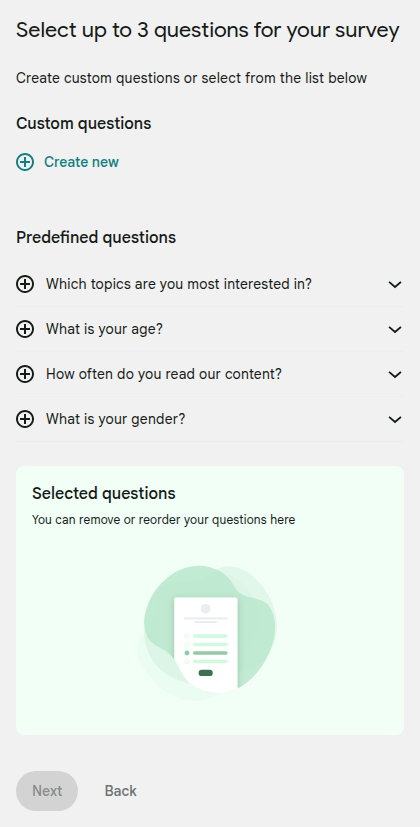 Select up to 3 questions for your survey
Create custom questions or select from the list below
Custom questions
Create new
Predefined questions
Which topics are you most interested in?
What is your age?
How often do you read our content?
What is your gender?
Selected questions
You can remove or reorder your questions here
Next
Back